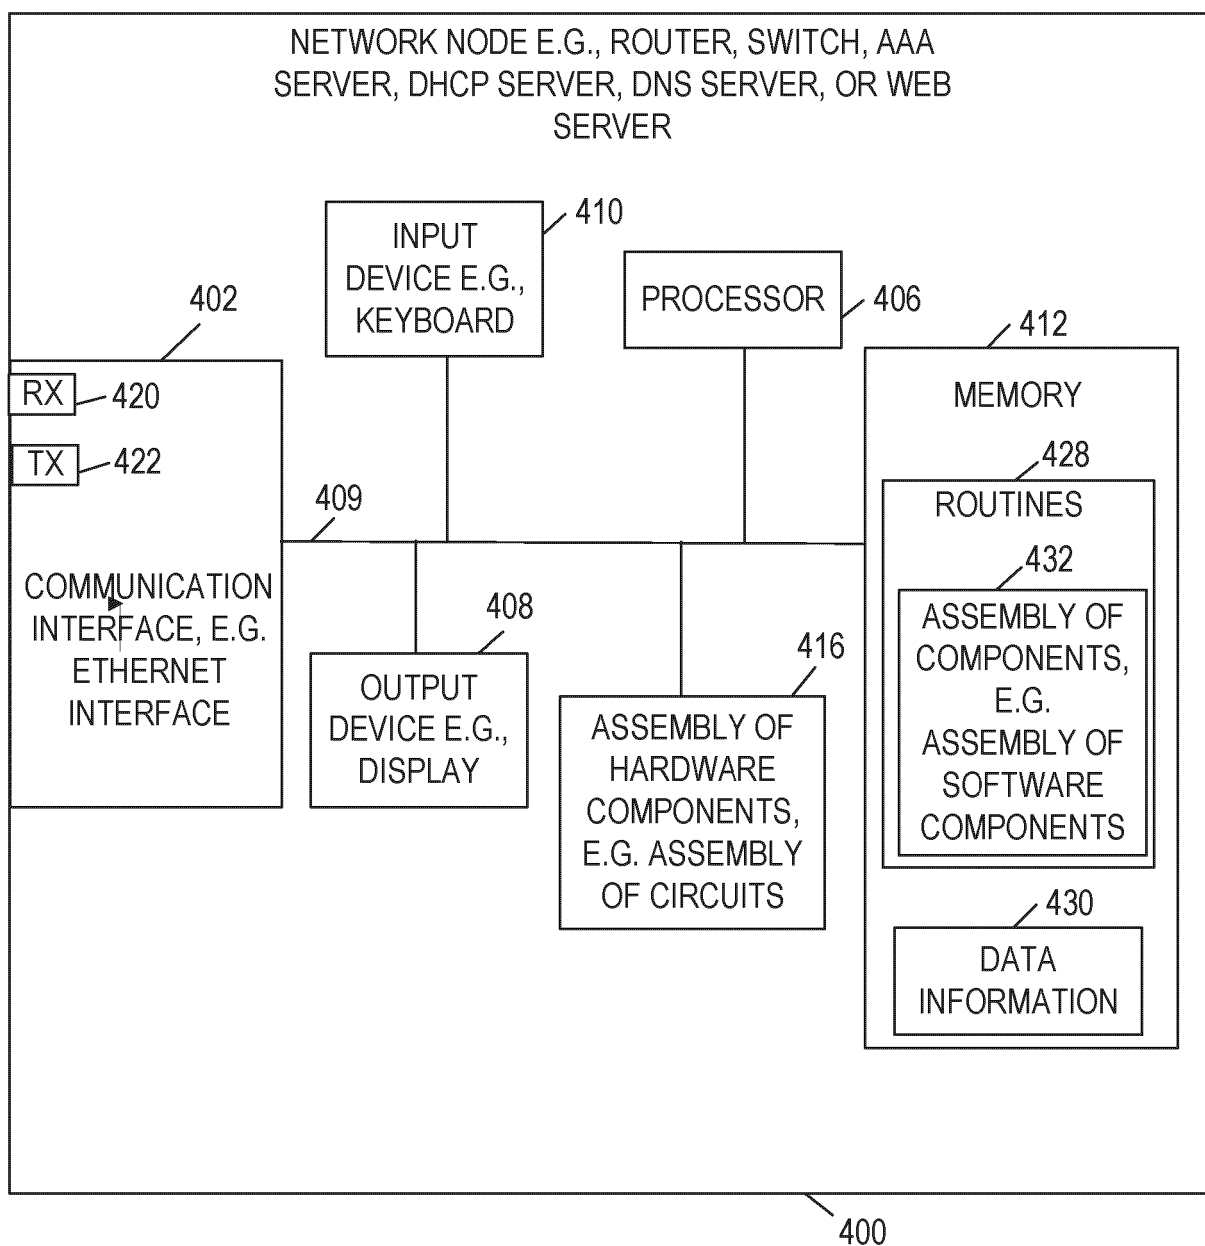 NETWORK NODE E.G., ROUTER, SWITCH, AAA
SERVER, DHCP SERVER, DNS SERVER, OR WEB
SERVER
410
INPUT
DEVICE E.G.,
KEYBOARD
PROCESSOR
406
402
412
RX
420
TX
422
MEMORY
428
ROUTINES
409
432
COMMUNICATION
INTERFACE, E.G.
ETHERNET
INTERFACE
408
OUTPUT
DEVICE E.G.,
DISPLAY
416
ASSEMBLY OF
HARDWARE
COMPONENTS,
E.G. ASSEMBLY
OF CIRCUITS
ASSEMBLY OF
COMPONENTS,
E.G.
ASSEMBLY OF
SOFTWARE
COMPONENTS
430
DATA
INFORMATION
400